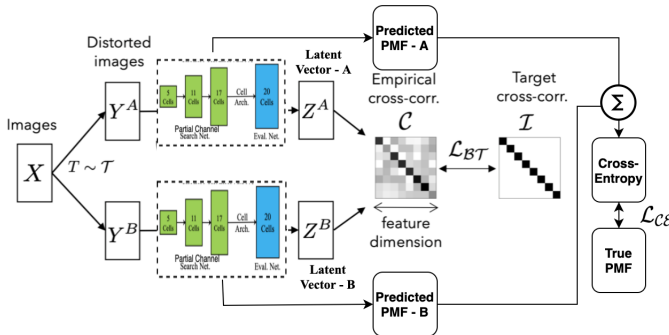 Predicted
PMF - A
Distorted
images
Latent
Vector - A
Empirical
cross-corr.
Target
cross-corr.
5
Cells
11
Cells
17
Cells
Cell
Arch.
20
Cells
Partial Channel
Search Net.
Eval. Net.
Y^A
Z^A
𝒞
ℐ
Σ
Images
X
T ∼ 𝒯
ℒ_ℬ𝒯
Cross-
Entropy
ℒ_𝒞ℰ
True
PMF
feature
dimension
5
Cells
11
Cells
17
Cells
Cell
Arch.
20
Cells
Partial Channel
Search Net.
Eval. Net.
Y^B
Z^B
Latent
Vector - B
Predicted
PMF - B